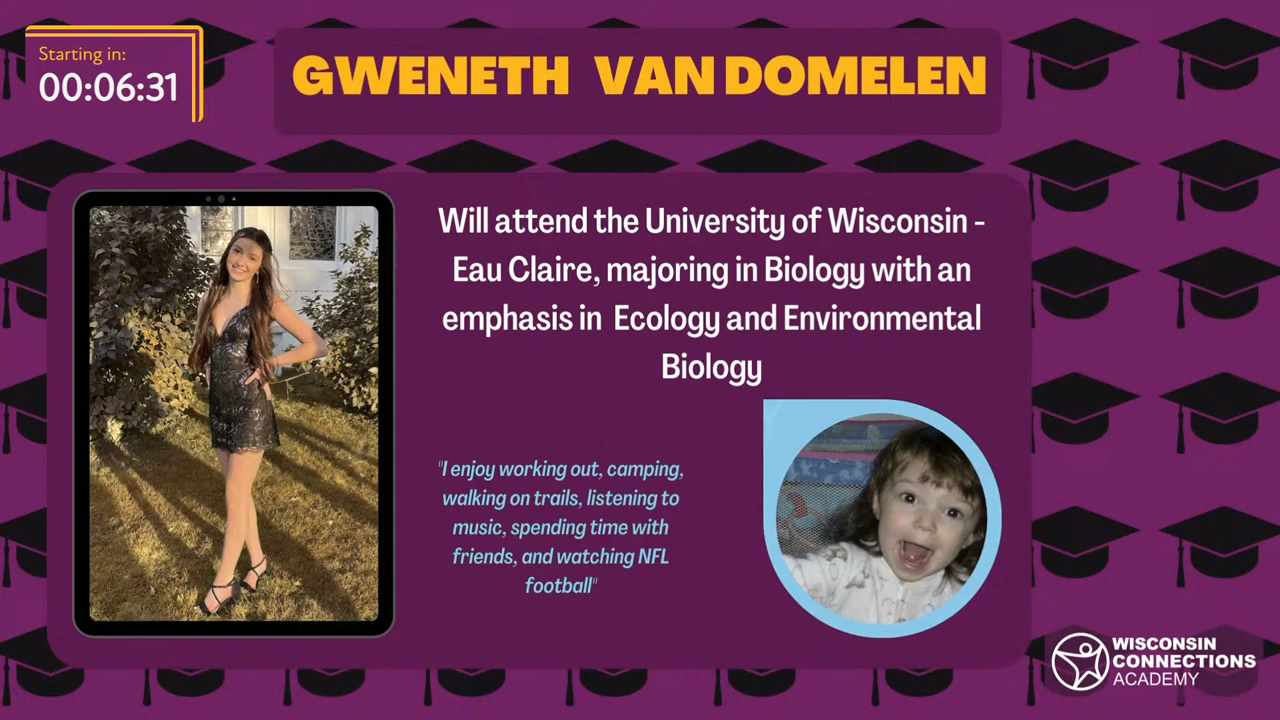 Starting in:
00:06:31
GWENETH VAN DOMELEN
Will attend the University of Wisconsin -
Eau Claire, majoring in Biology with an
emphasis in Ecology and Environmental
Biology
"I enjoy working out, camping,
walking on trails, listening to
music, spending time with
friends, and watching NFL
football"
WISCONSIN
CONNECTIONS
ACADEMY